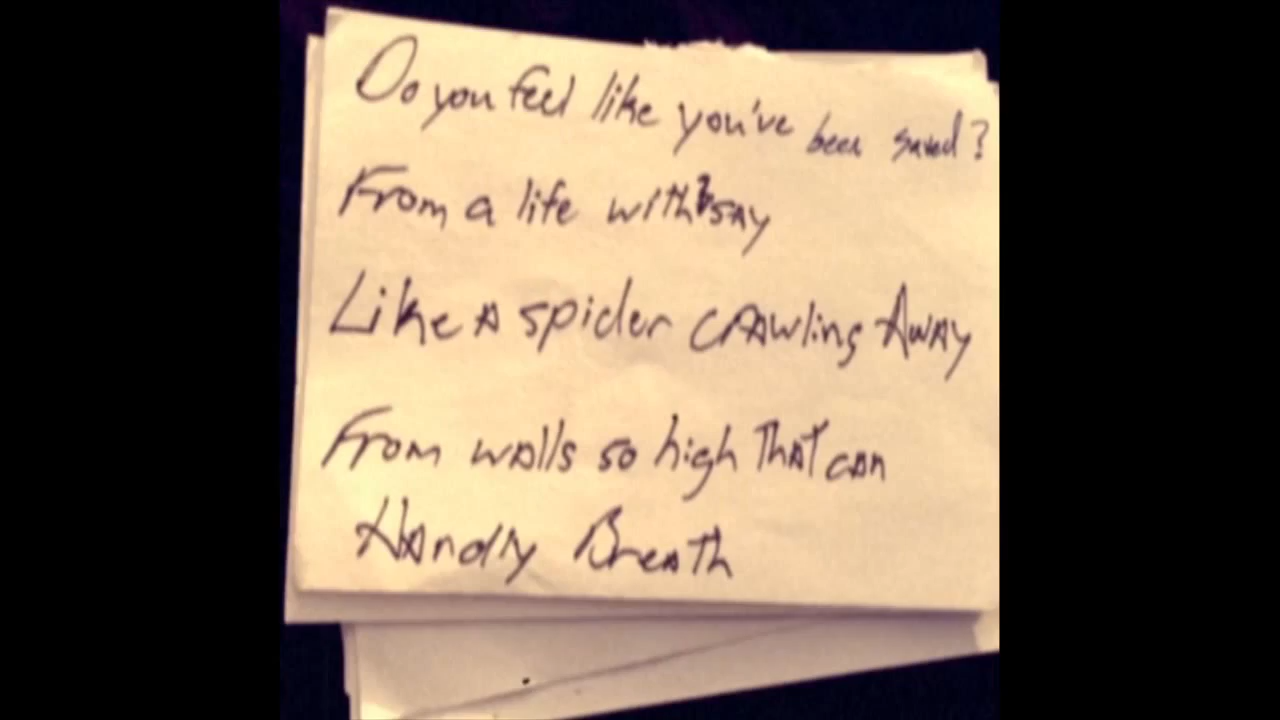 Do you feel like you've been saved?
From a life with say
Like A spider crAwling AwAy
From wAlls so high ThAT cAn
HArdly BreATh